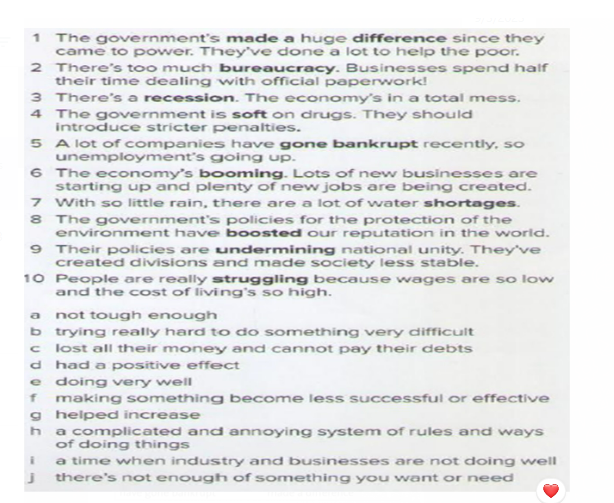 1 The government's made a huge difference since they
came to power. They've done a lot to help the poor.
2 There's too much bureaucracy. Businesses spend half
their time dealing with official paperwork!
3 There's a recession. The economy's in a total mess.
4 The government is soft on drugs. They should
introduce stricter penalties.
5 A lot of companies have gone bankrupt recently, so
unemployment's going up.
6 The economy's booming. Lots of new businesses are
starting up and plenty of new jobs are being created.
7 With so little rain, there are a lot of water shortages.
8 The government's policies for the protection of the
environment have boosted our reputation in the world.
9 Their policies are undermining national unity. They've
created divisions and made society less stable.
10 People are really struggling because wages are so low
and the cost of living's so high.
a not tough enough
b trying really hard to do something very difficult
c lost all their money and cannot pay their debts
d had a positive effect
e doing very well
f making something become less successful or effective
g helped increase
h a complicated and annoying system of rules and ways
of doing things
i a time when industry and businesses are not doing well
j there's not enough of something you want or need